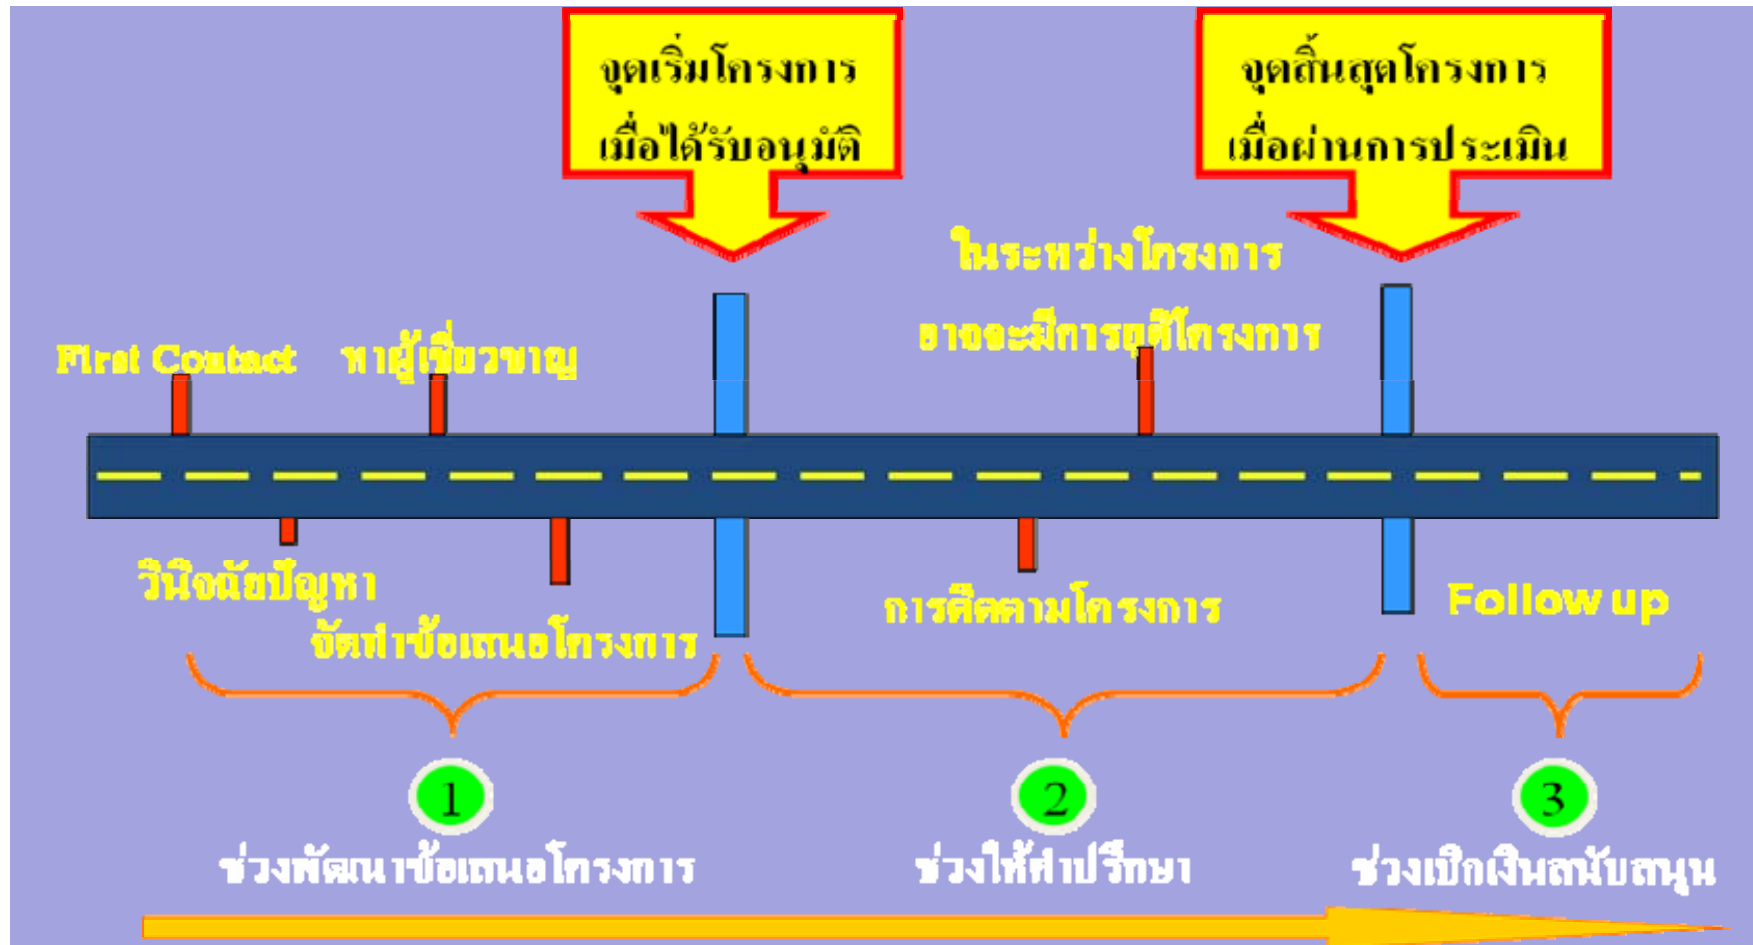 จุดเริ่มโครงการ
เมื่อได้รับอนุมัติ
จุดสิ้นสุดโครงการ
เมื่อผ่านการประเมิน
ในระหว่างโครงการ
อาจจะมีการยุติโครงการ
First Contact
หาผู้เชี่ยวชาญ
วินิจฉัยปัญหา
จัดทำข้อเสนอโครงการ
การติดตามโครงการ
Follow up
1
2
3
ช่วงพัฒนาข้อเสนอโครงการ
ช่วงให้คำปรึกษา
ช่วงเบิกเงินสนับสนุน